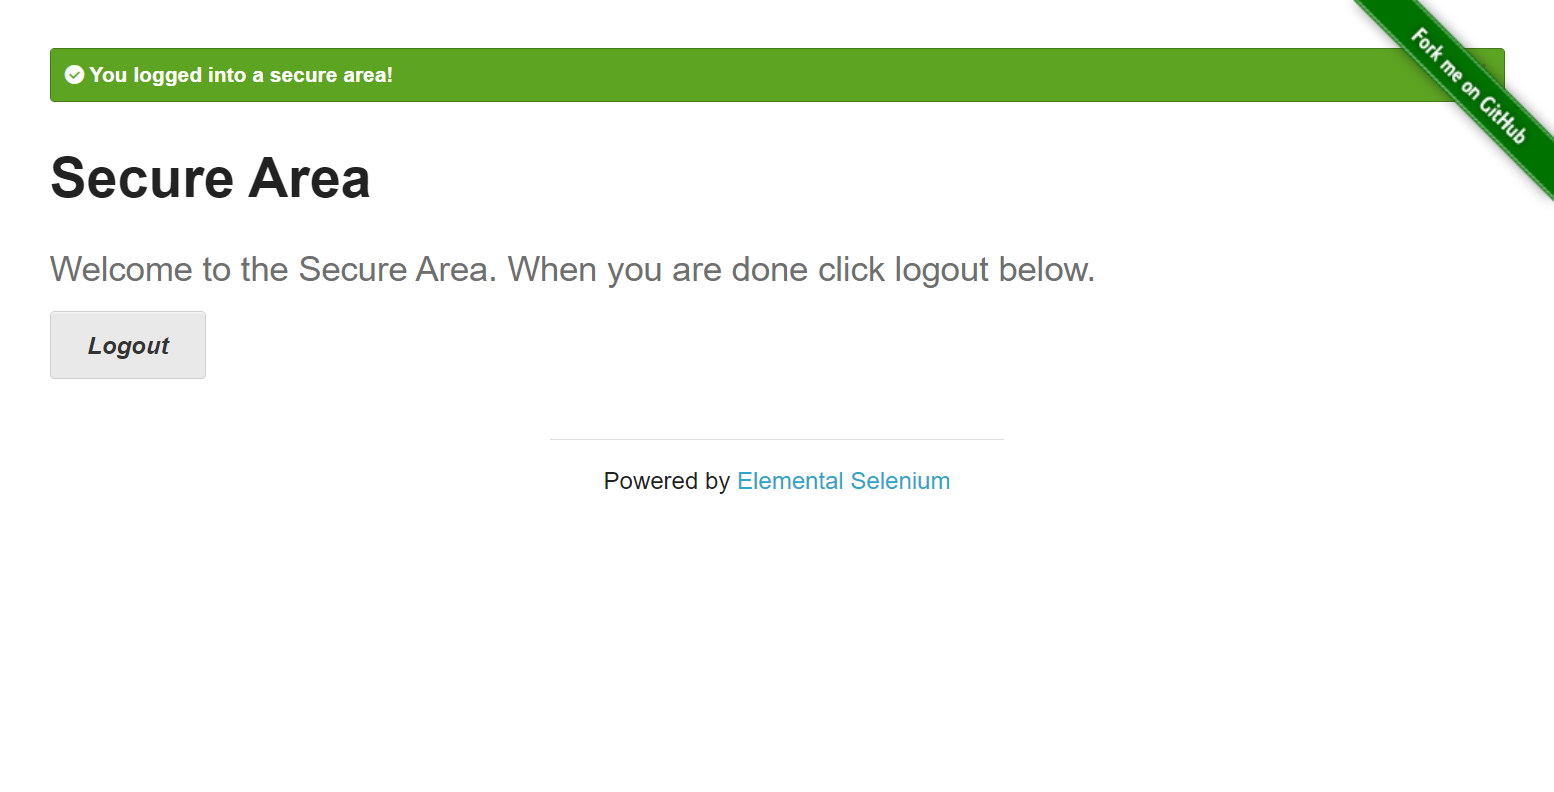 You logged into a secure area!
Fork me on GitHub
Secure Area
Welcome to the Secure Area. When you are done click logout below.
Logout
Powered by Elemental Selenium